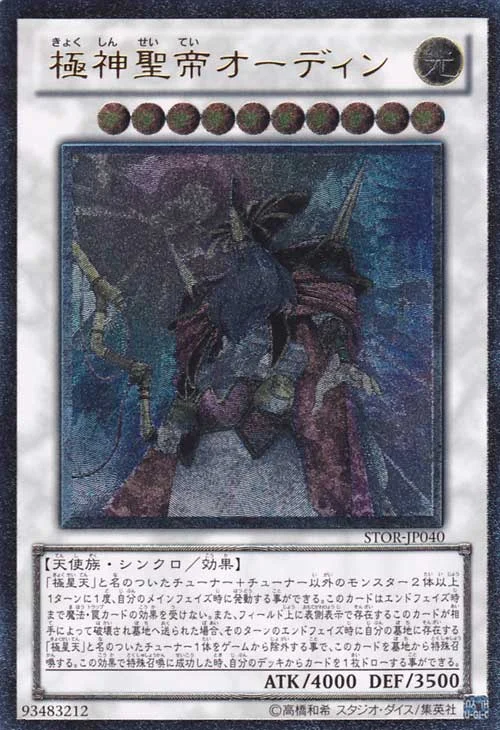 きょく しん せい てい
極神聖帝オーディン
光
STOR-JP040
【天使族・シンクロ／効果】
「極星天」と名のついたチューナー＋チューナー以外のモンスター２体以上
１ターンに１度、自分のメインフェイズ時に発動する事ができる。このカードはエンドフェイズ時
まで魔法・罠カードの効果を受けない。また、フィールド上に表側表示で存在するこのカードが相
手によって破壊され墓地へ送られた場合、そのターンのエンドフェイズ時に自分の墓地に存在する
「極星天」と名のついたチューナー１体をゲームから除外する事で、このカードを墓地から特殊召
喚する。この効果で特殊召喚に成功した時、自分のデッキからカードを１枚ドローする事ができる。
ATK/4000 DEF/3500
93483212
©高橋和希 スタジオ・ダイス/集英社